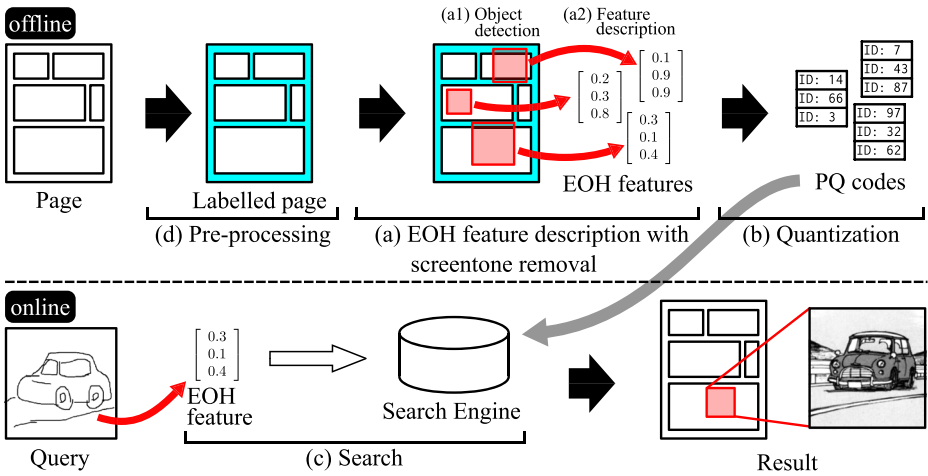 offline
(a1) Object
detection
(a2) Feature
description
0.2
0.3
0.8
0.1
0.9
0.9
0.3
0.1
0.4
ID: 14
ID: 66
ID: 3
ID: 7
ID: 43
ID: 87
ID: 97
ID: 32
ID: 62
Page
Labelled page
EOH features
PQ codes
(d) Pre-processing
(a) EOH feature description with
screentone removal
(b) Quantization
online
0.3
0.1
0.4
EOH
feature
Search Engine
Query
(c) Search
Result